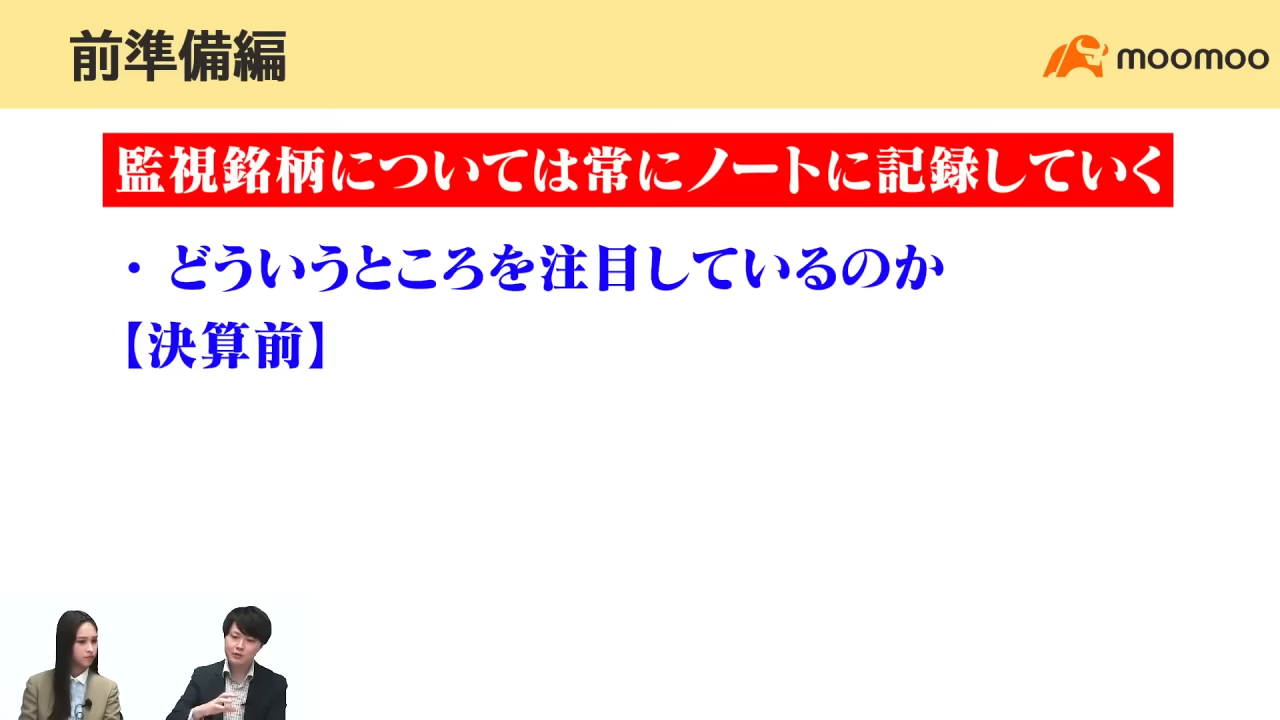 前準備編
moomoo
監視銘柄については常にノートに記録していく
・どういうところを注目しているのか
【決算前】